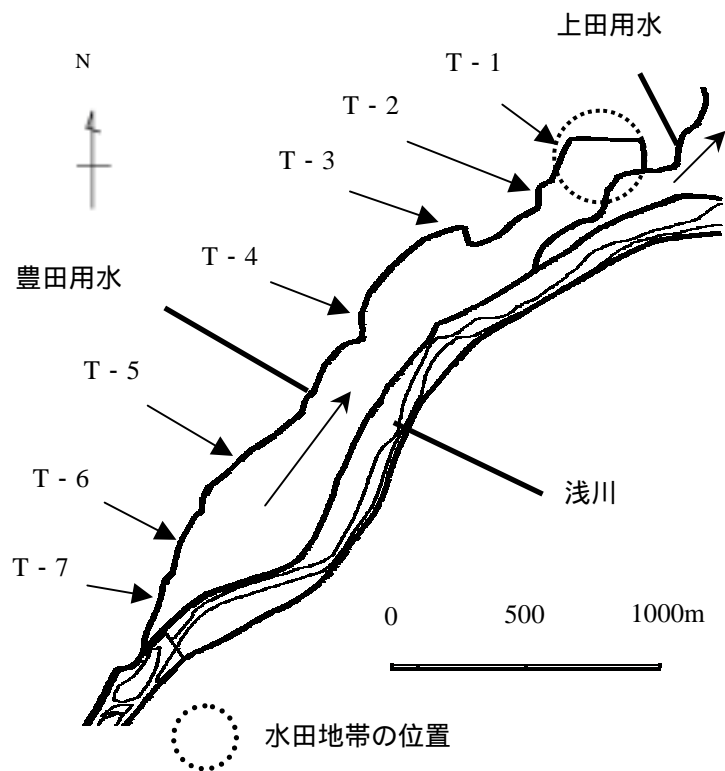 上田用水
N
T - 1
T - 2
T - 3
T - 4
豊田用水
T - 5
T - 6
浅川
T - 7
0 500 1000m
水田地帯の位置